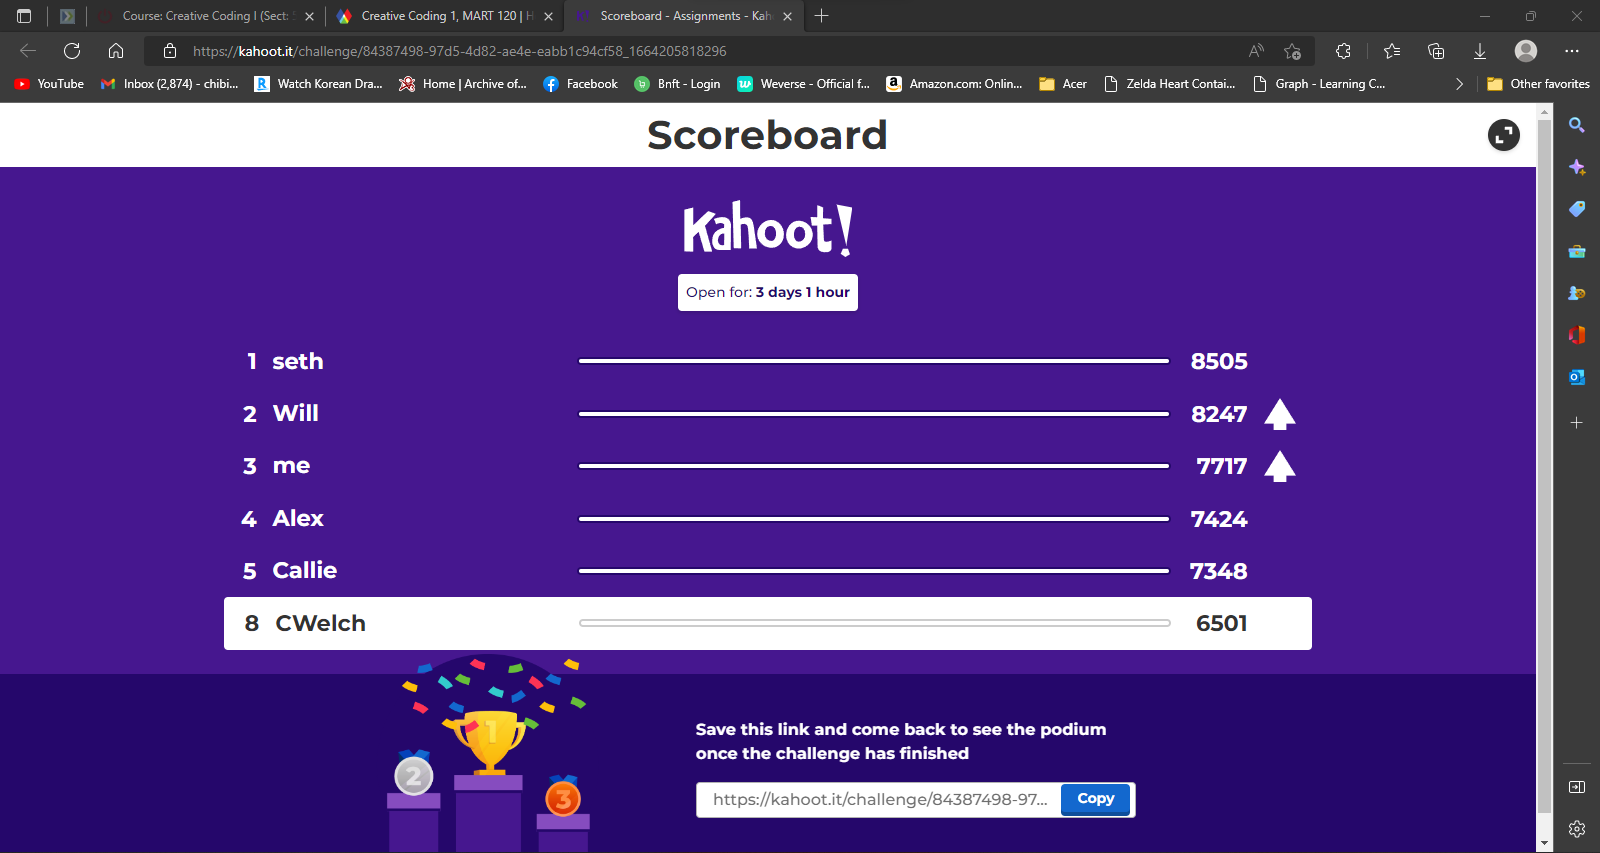 Course: Creative Coding I (Sect:
Creative Coding 1, MART 120 | H
Scoreboard - Assignments - Kah
https://kahoot.it/challenge/84387498-97d5-4d82-ae4e-eabb1c94cf58_1664205818296
YouTube
Inbox (2,874) - chibi...
Watch Korean Dra...
Home | Archive of...
Facebook
Bnft - Login
Weverse - Official f...
Amazon.com: Onlin...
Acer
Zelda Heart Contai...
Graph - Learning C...
Other favorites
Scoreboard
Kahoot!
Open for: 3 days 1 hour
1 seth 8505
2 Will 8247
3 me 7717
4 Alex 7424
5 Callie 7348
8 CWelch 6501
1
2
3
Save this link and come back to see the podium
once the challenge has finished
https://kahoot.it/challenge/84387498-97... Copy